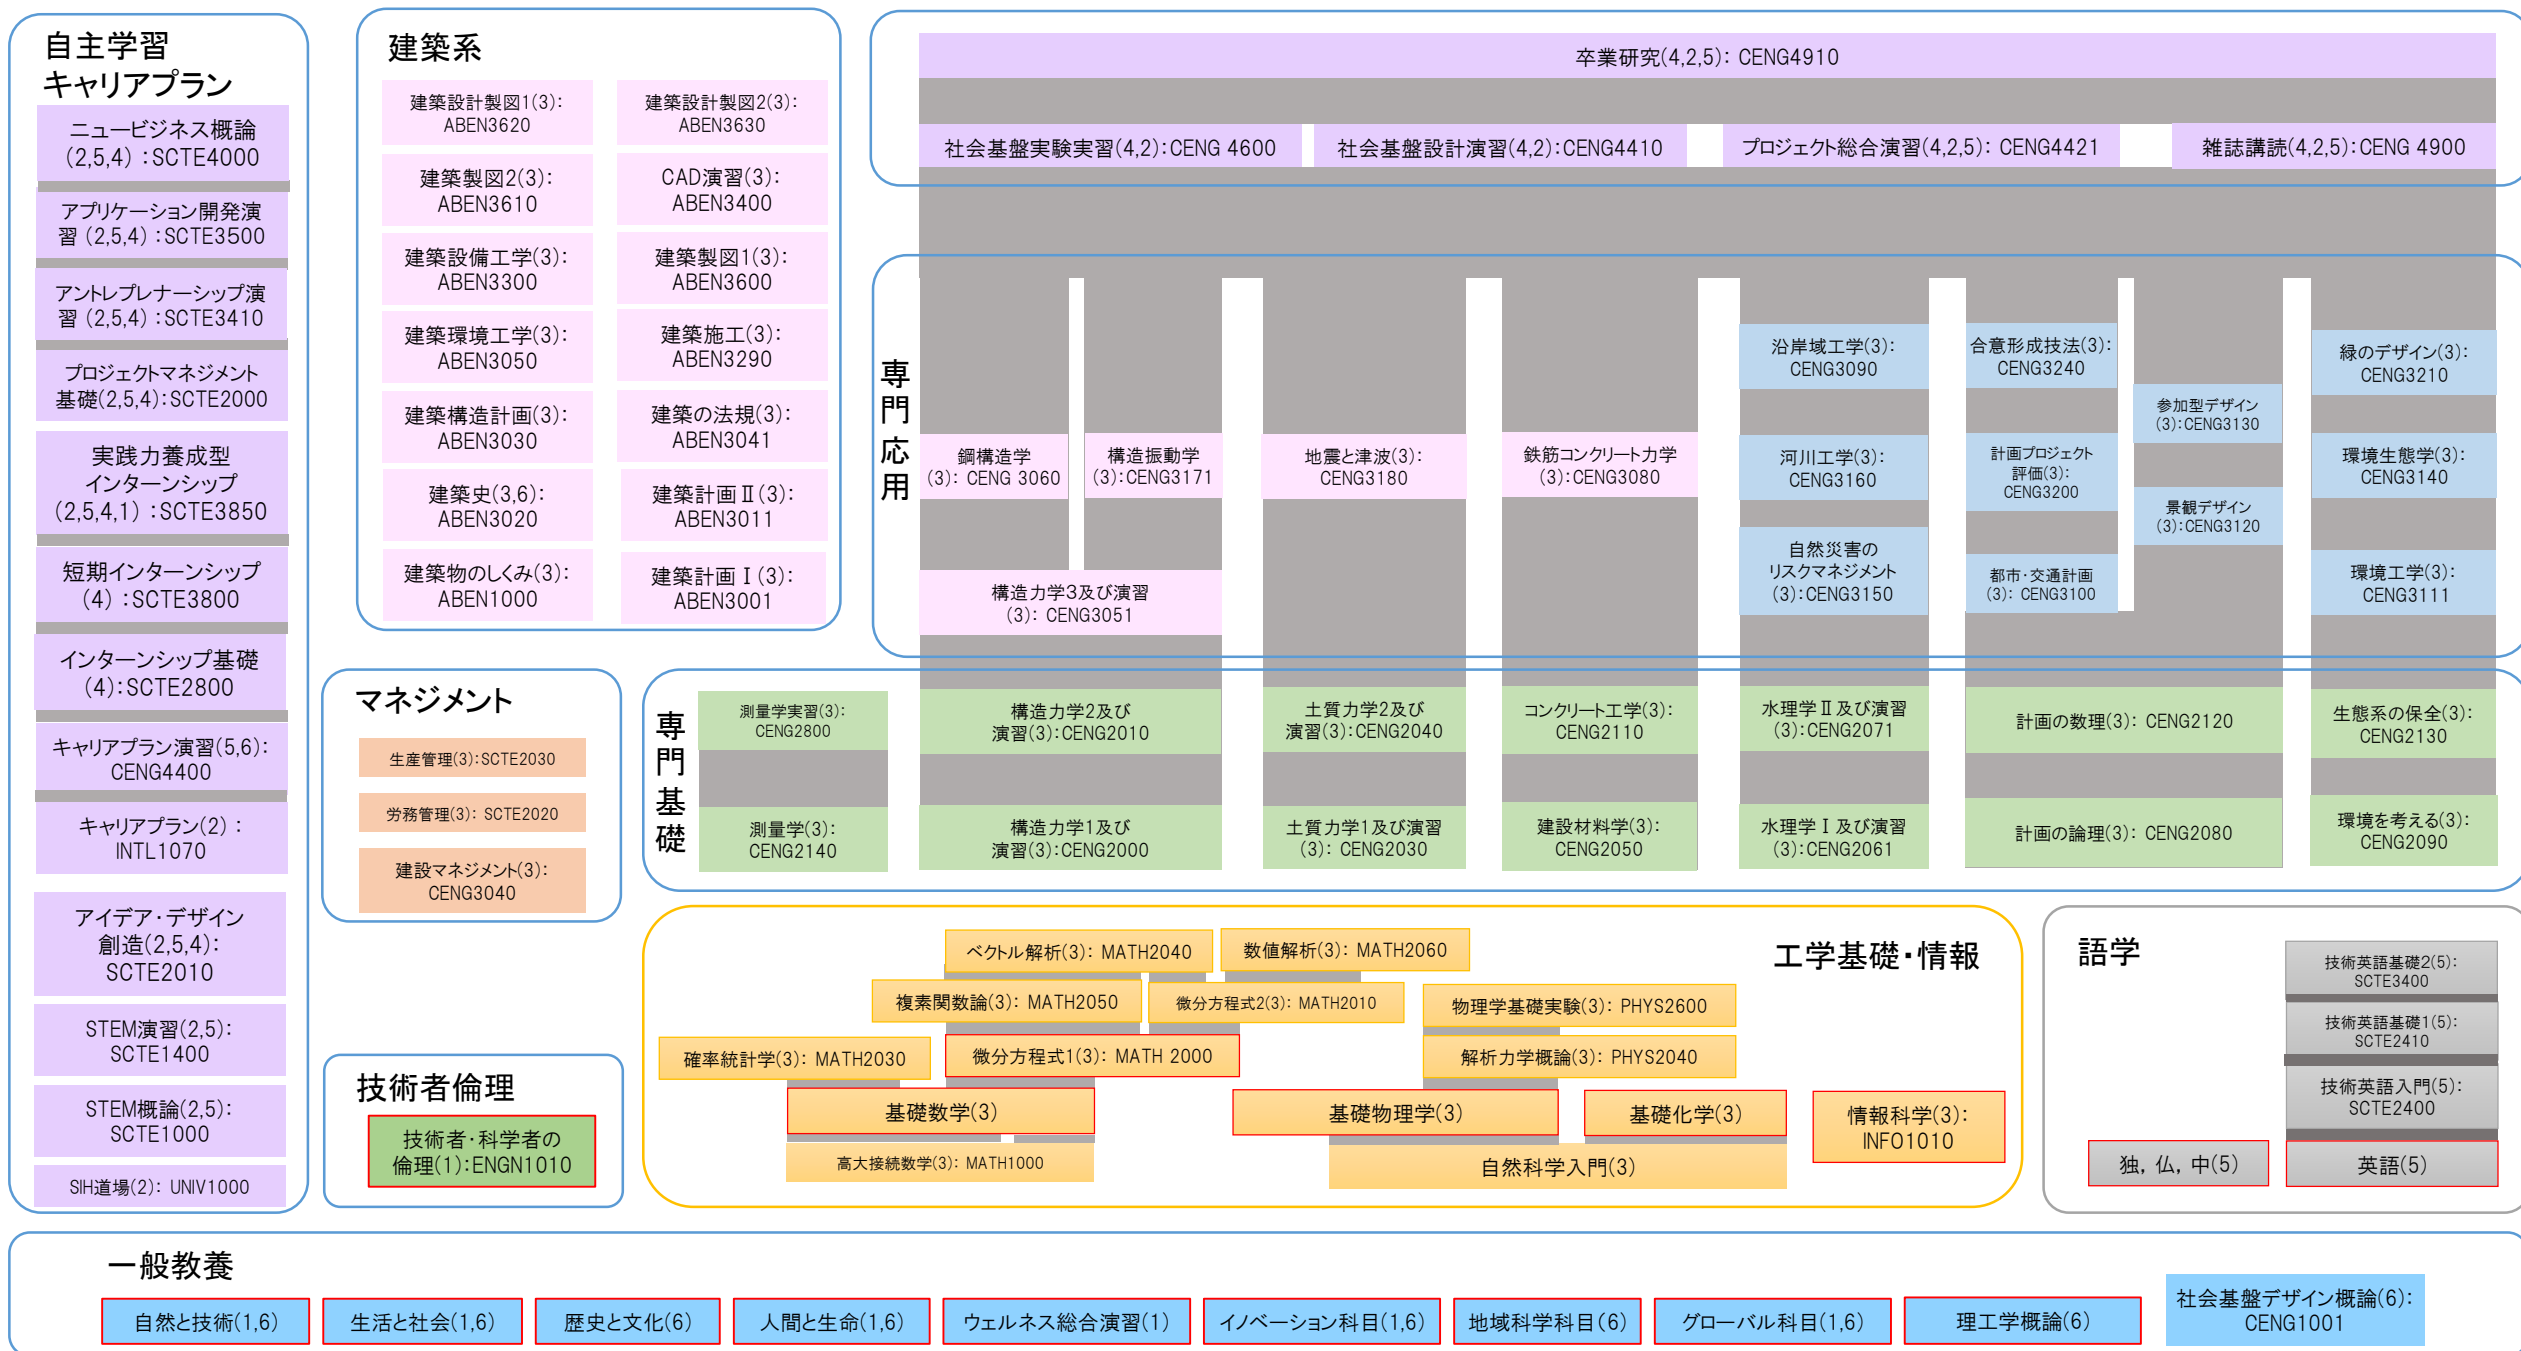 自主学習
キャリアプラン
ニュービジネス概論
(2,5,4) :SCTE4000
アプリケーション開発演
習 (2,5,4) :SCTE3500
アントレプレナーシップ演
習 (2,5,4) :SCTE3410
プロジェクトマネジメント
基礎(2,5,4):SCTE2000
実践力養成型
インターンシップ
(2,5,4,1) :SCTE3850
短期インターンシップ
(4) :SCTE3800
インターンシップ基礎
(4):SCTE2800
キャリアプラン演習(5,6):
CENG4400
キャリアプラン(2) :
INTL1070
アイデア・デザイン
創造(2,5,4):
SCTE2010
STEM演習(2,5):
SCTE1400
STEM概論(2,5):
SCTE1000
SIH道場(2): UNIV1000
建築系
建築設計製図1(3):
ABEN3620
建築設計製図2(3):
ABEN3630
建築製図2(3):
ABEN3610
CAD演習(3):
ABEN3400
建築設備工学(3):
ABEN3300
建築製図1(3):
ABEN3600
建築環境工学(3):
ABEN3050
建築施工(3):
ABEN3290
建築構造計画(3):
ABEN3030
建築の法規(3):
ABEN3041
建築史(3,6):
ABEN3020
建築計画Ⅱ(3):
ABEN3011
建築物のしくみ(3):
ABEN1000
建築計画Ⅰ(3):
ABEN3001
マネジメント
生産管理(3):SCTE2030
労務管理(3): SCTE2020
建設マネジメント(3):
CENG3040
技術者倫理
技術者・科学者の
倫理(1):ENGN1010
卒業研究(4,2,5): CENG4910
社会基盤実験実習(4,2):CENG 4600
社会基盤設計演習(4,2):CENG4410
プロジェクト総合演習(4,2,5): CENG4421
雑誌講読(4,2,5):CENG 4900
専門応用
沿岸域工学(3):
CENG3090
合意形成技法(3):
CENG3240
緑のデザイン(3):
CENG3210
参加型デザイン
(3):CENG3130
鋼構造学
(3): CENG 3060
構造振動学
(3):CENG3171
地震と津波(3):
CENG3180
鉄筋コンクリート力学
(3):CENG3080
河川工学(3):
CENG3160
計画プロジェクト
評価(3):
CENG3200
環境生態学(3):
CENG3140
景観デザイン
(3):CENG3120
構造力学3及び演習
(3): CENG3051
自然災害の
リスクマネジメント
(3):CENG3150
都市・交通計画
(3): CENG3100
環境工学(3):
CENG3111
専門基礎
測量学実習(3):
CENG2800
構造力学2及び
演習(3):CENG2010
土質力学2及び
演習(3):CENG2040
コンクリート工学(3):
CENG2110
水理学Ⅱ及び演習
(3):CENG2071
計画の数理(3): CENG2120
生態系の保全(3):
CENG2130
測量学(3):
CENG2140
構造力学1及び
演習(3):CENG2000
土質力学1及び演習
(3): CENG2030
建設材料学(3):
CENG2050
水理学Ⅰ及び演習
(3):CENG2061
計画の論理(3): CENG2080
環境を考える(3):
CENG2090
工学基礎・情報
ベクトル解析(3): MATH2040
数値解析(3): MATH2060
複素関数論(3): MATH2050
微分方程式2(3): MATH2010
物理学基礎実験(3): PHYS2600
確率統計学(3): MATH2030
微分方程式1(3): MATH 2000
解析力学概論(3): PHYS2040
基礎数学(3)
基礎物理学(3)
基礎化学(3)
情報科学(3):
INFO1010
高大接続数学(3): MATH1000
自然科学入門(3)
語学
技術英語基礎2(5):
SCTE3400
技術英語基礎1(5):
SCTE2410
技術英語入門(5):
SCTE2400
独, 仏, 中(5)
英語(5)
一般教養
自然と技術(1,6)
生活と社会(1,6)
歴史と文化(6)
人間と生命(1,6)
ウェルネス総合演習(1)
イノベーション科目(1,6)
地域科学科目(6)
グローバル科目(1,6)
理工学概論(6)
社会基盤デザイン概論(6):
CENG1001